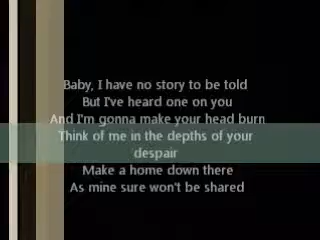 Baby, I have no story to be told
But I've heard one on you
And I'm gonna make your head burn
Think of me in the depths of your
despair
Make a home down there
As mine sure won't be shared